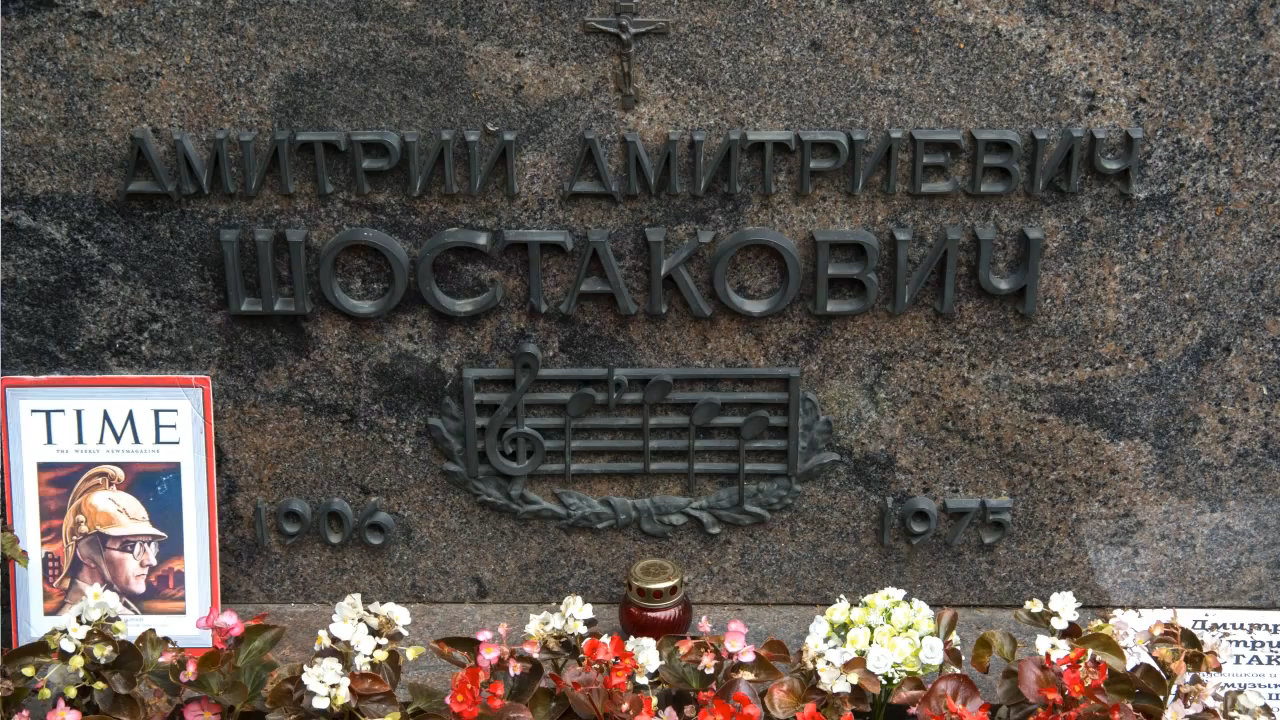 ДМИТРИЙ ДМИТРИЕВИЧ
ШОСТАКОВИЧ
TIME
THE WEEKLY NEWSMAGAZINE
1906
1975